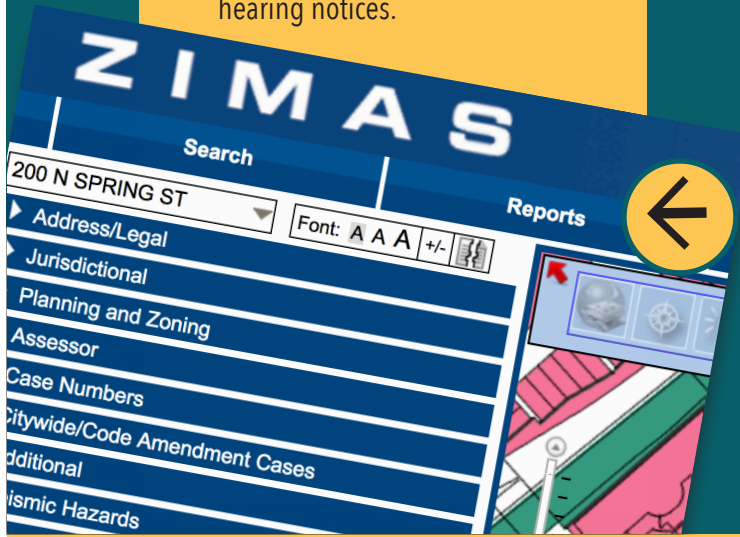 hearing notices.
ZIMAS
Search
Reports
200 N SPRING ST
Font: A A A +/-
Address/Legal
Jurisdictional
Planning and Zoning
Assessor
Case Numbers
Citywide/Code Amendment Cases
dditional
ismic Hazards